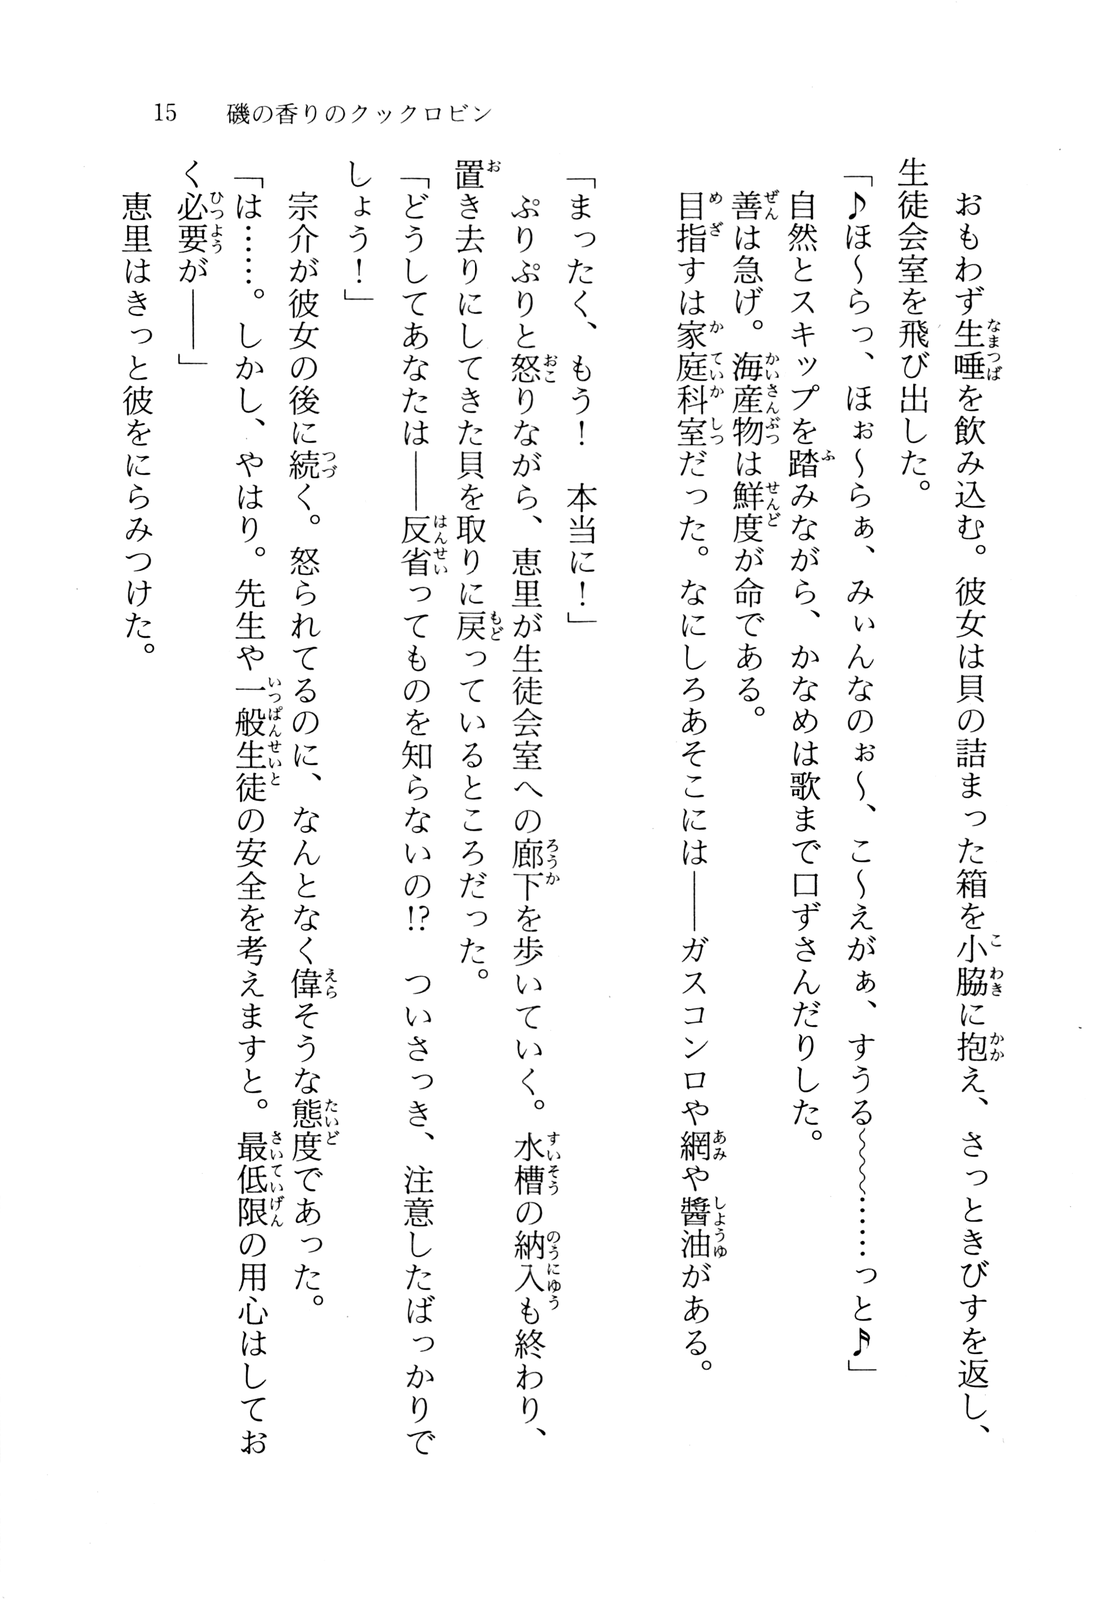 15　磯の香りのクックロビン
　おもわず生唾を飲み込む。彼女は貝の詰まった箱を小脇に抱え、さっときびすを返し、
生徒会室を飛び出した。
「♪ほ〜らっ、ほぉ〜らぁ、みぃんなのぉ〜、こ〜えがぁ、する〜〜〜……っと♪」
　自然とスキップを踏みながら、かなめは歌まで口ずさんだりした。
　善は急げ。海産物は鮮度が命である。
　目指すは家庭科室だった。なにしろあそこには――ガスコンロや網や醬油がある。
「まったく、もう！　本当に！」
　ぷりぷりと怒りながら、恵里が生徒会室への廊下を歩いていく。水槽の納入も終わり、
置き去りにしてきた貝を取りに戻っているところだった。
「どうしてあなたは――反省ってものを知らないの!?　ついさっき、注意したばっかりで
しょう！」
　宗介が彼女の後に続く。怒られてるのに、なんとなく偉そうな態度であった。
「は……。しかし、やはり。先生や一般生徒の安全を考えますと。最低限の用心はしてお
く必要が――」
　恵里はきっと彼をにらみつけた。